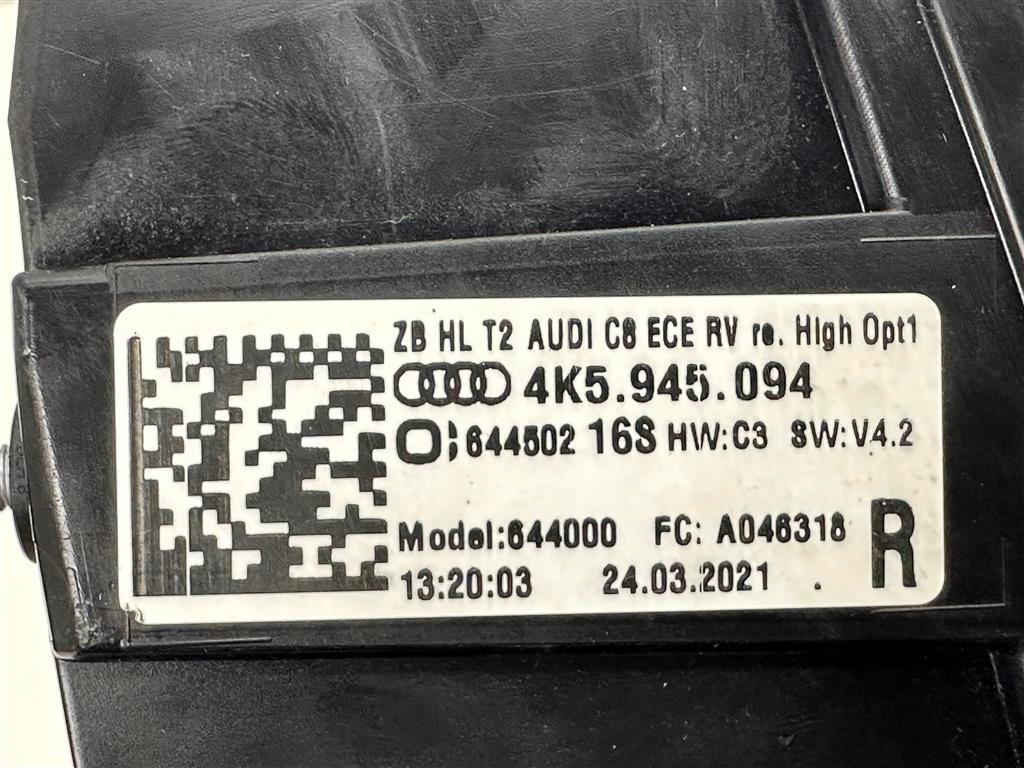 ZB HL T2 AUDI C8 ECE RV re. High Opt1
4K5.945.094
644502 16S HW:C3 SW:V4.2
Model:644000 FC: A046318 R
13:20:03 24.03.2021 .